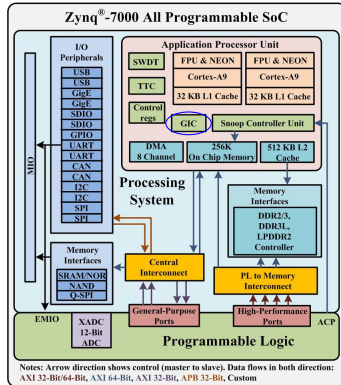 Zynq®-7000 All Programmable SoC
I/O
Peripherals
USB
USB
GigE
GigE
SDIO
SDIO
GPIO
UART
UART
CAN
CAN
I2C
I2C
SPI
SPI
MIO
Application Processor Unit
SWDT
TTC
Control
regs
FPU & NEON
Cortex-A9
32 KB L1 Cache
FPU & NEON
Cortex-A9
32 KB L1 Cache
GIC
Snoop Controller Unit
DMA
8 Channel
256K
On Chip Memory
512 KB L2
Cache
Processing
System
Memory
Interfaces
DDR2/3,
DDR3L,
LPDDR2
Controller
Memory
Interfaces
SRAM/NOR
NAND
Q-SPI
Central
Interconnect
PL to Memory
Interconnect
EMIO
XADC
12-Bit
ADC
General-Purpose
Ports
High-Performance
Ports
ACP
Programmable Logic
Notes: Arrow direction shows control (master to slave). Data flows in both direction:
AXI 32-Bit/64-Bit, AXI 64-Bit, AXI 32-Bit, APB 32-Bit, Custom